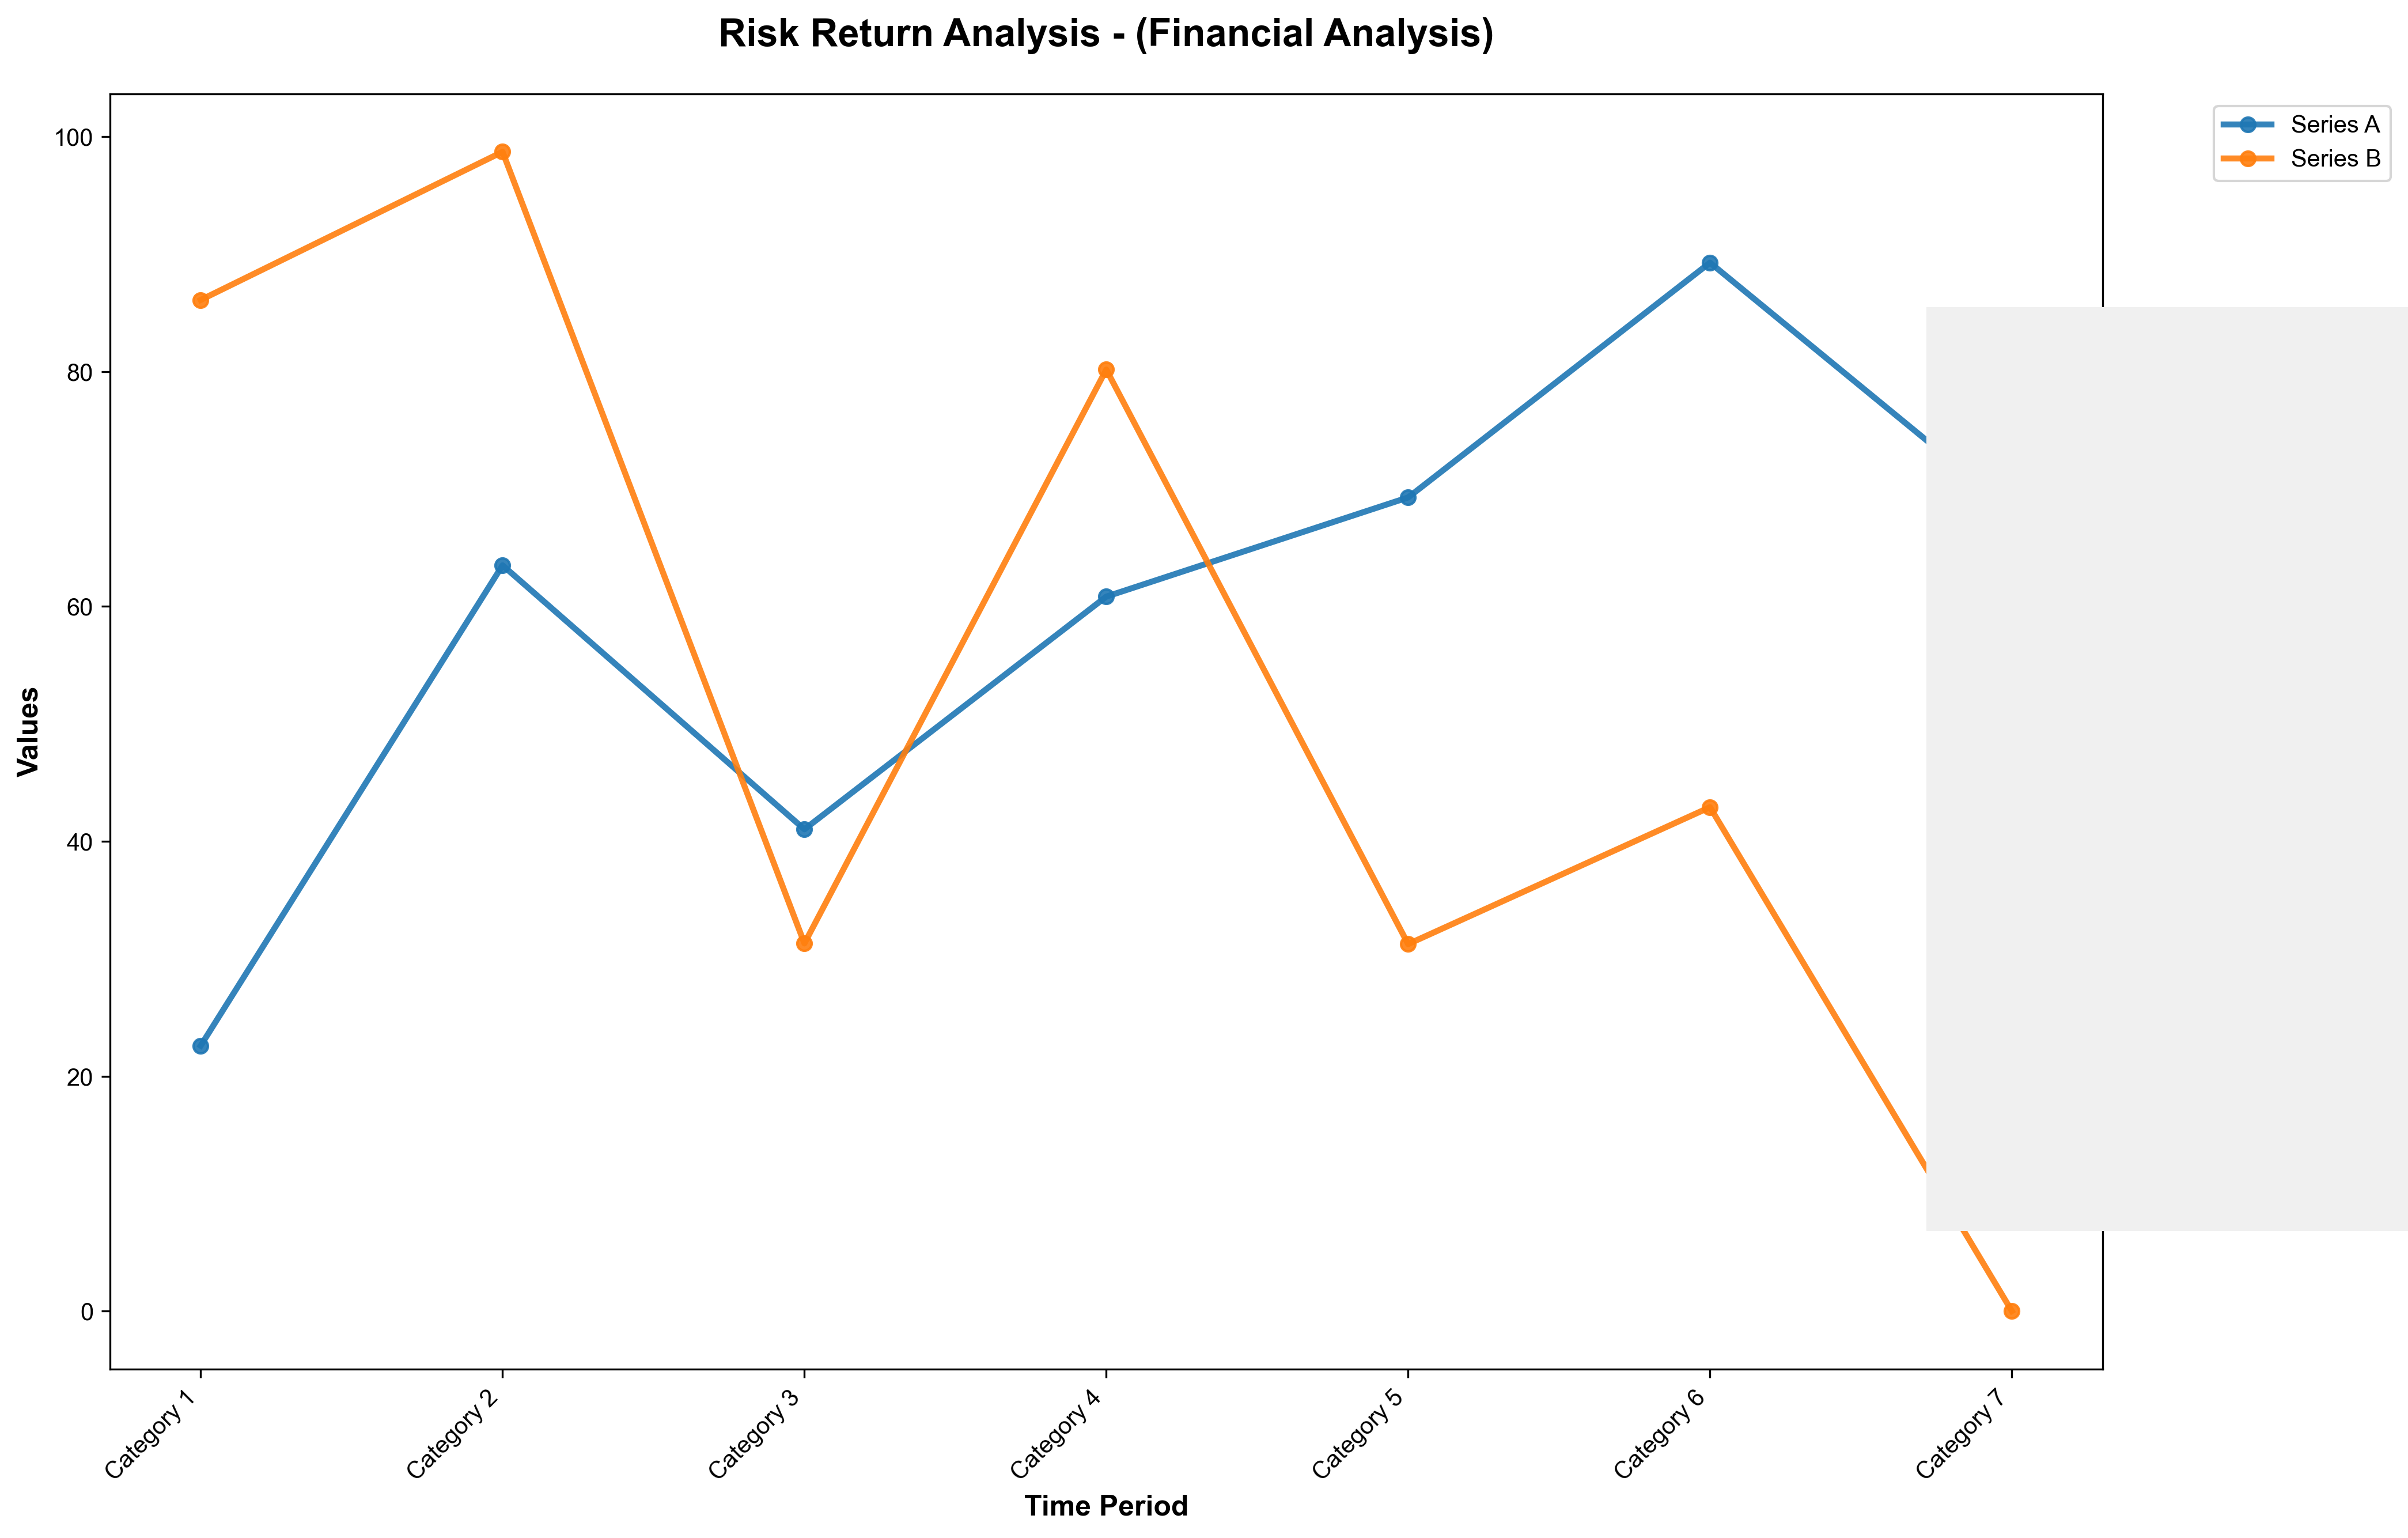 Risk Return Analysis - (Financial Analysis)
Series A
Series B
100
80
60
40
20
0
Values
Category 1
Category 2
Category 3
Category 4
Category 5
Category 6
Category 7
Time Period